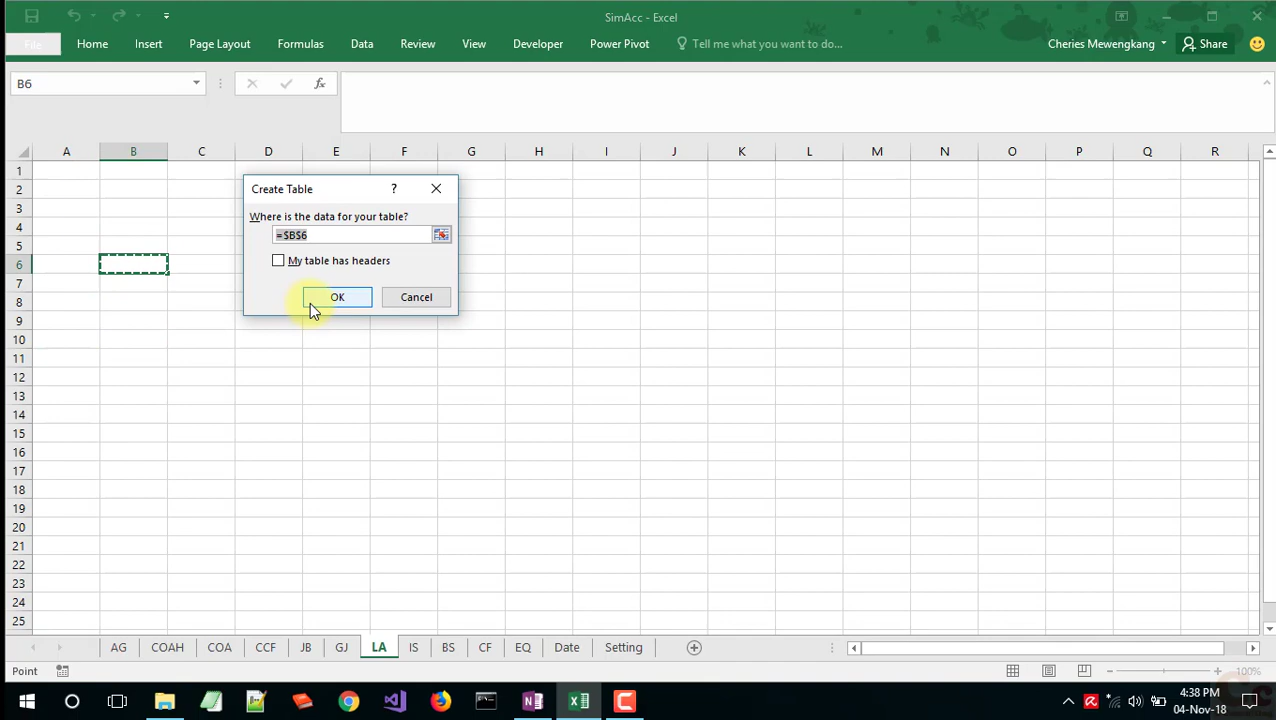 SimAcc - Excel
File Home Insert Page Layout Formulas Data Review View Developer Power Pivot Tell me what you want to do... Cheries Mewengkang Share
B6 fx
A B C D E F G H I J K L M N O P Q R
1
2
3
4
5
6
7
8
9
10
11
12
13
14
15
16
17
18
19
20
21
22
23
24
25
Create Table ?
Where is the data for your table?
=$B$6
My table has headers
OK Cancel
AG COAH COA CCF JB GJ LA IS BS CF EQ Date Setting
Point 100%
4:38 PM
04-Nov-18